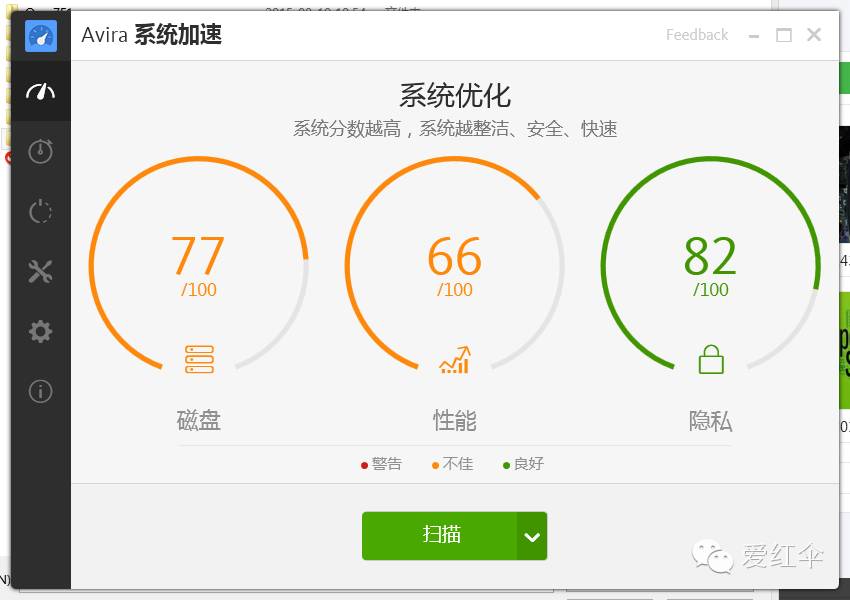 Avira 系统加速
Feedback
系统优化
系统分数越高，系统越整洁、安全、快速
77
/100
66
/100
82
/100
磁盘
性能
隐私
警告
不佳
良好
扫描
爱红伞
N)